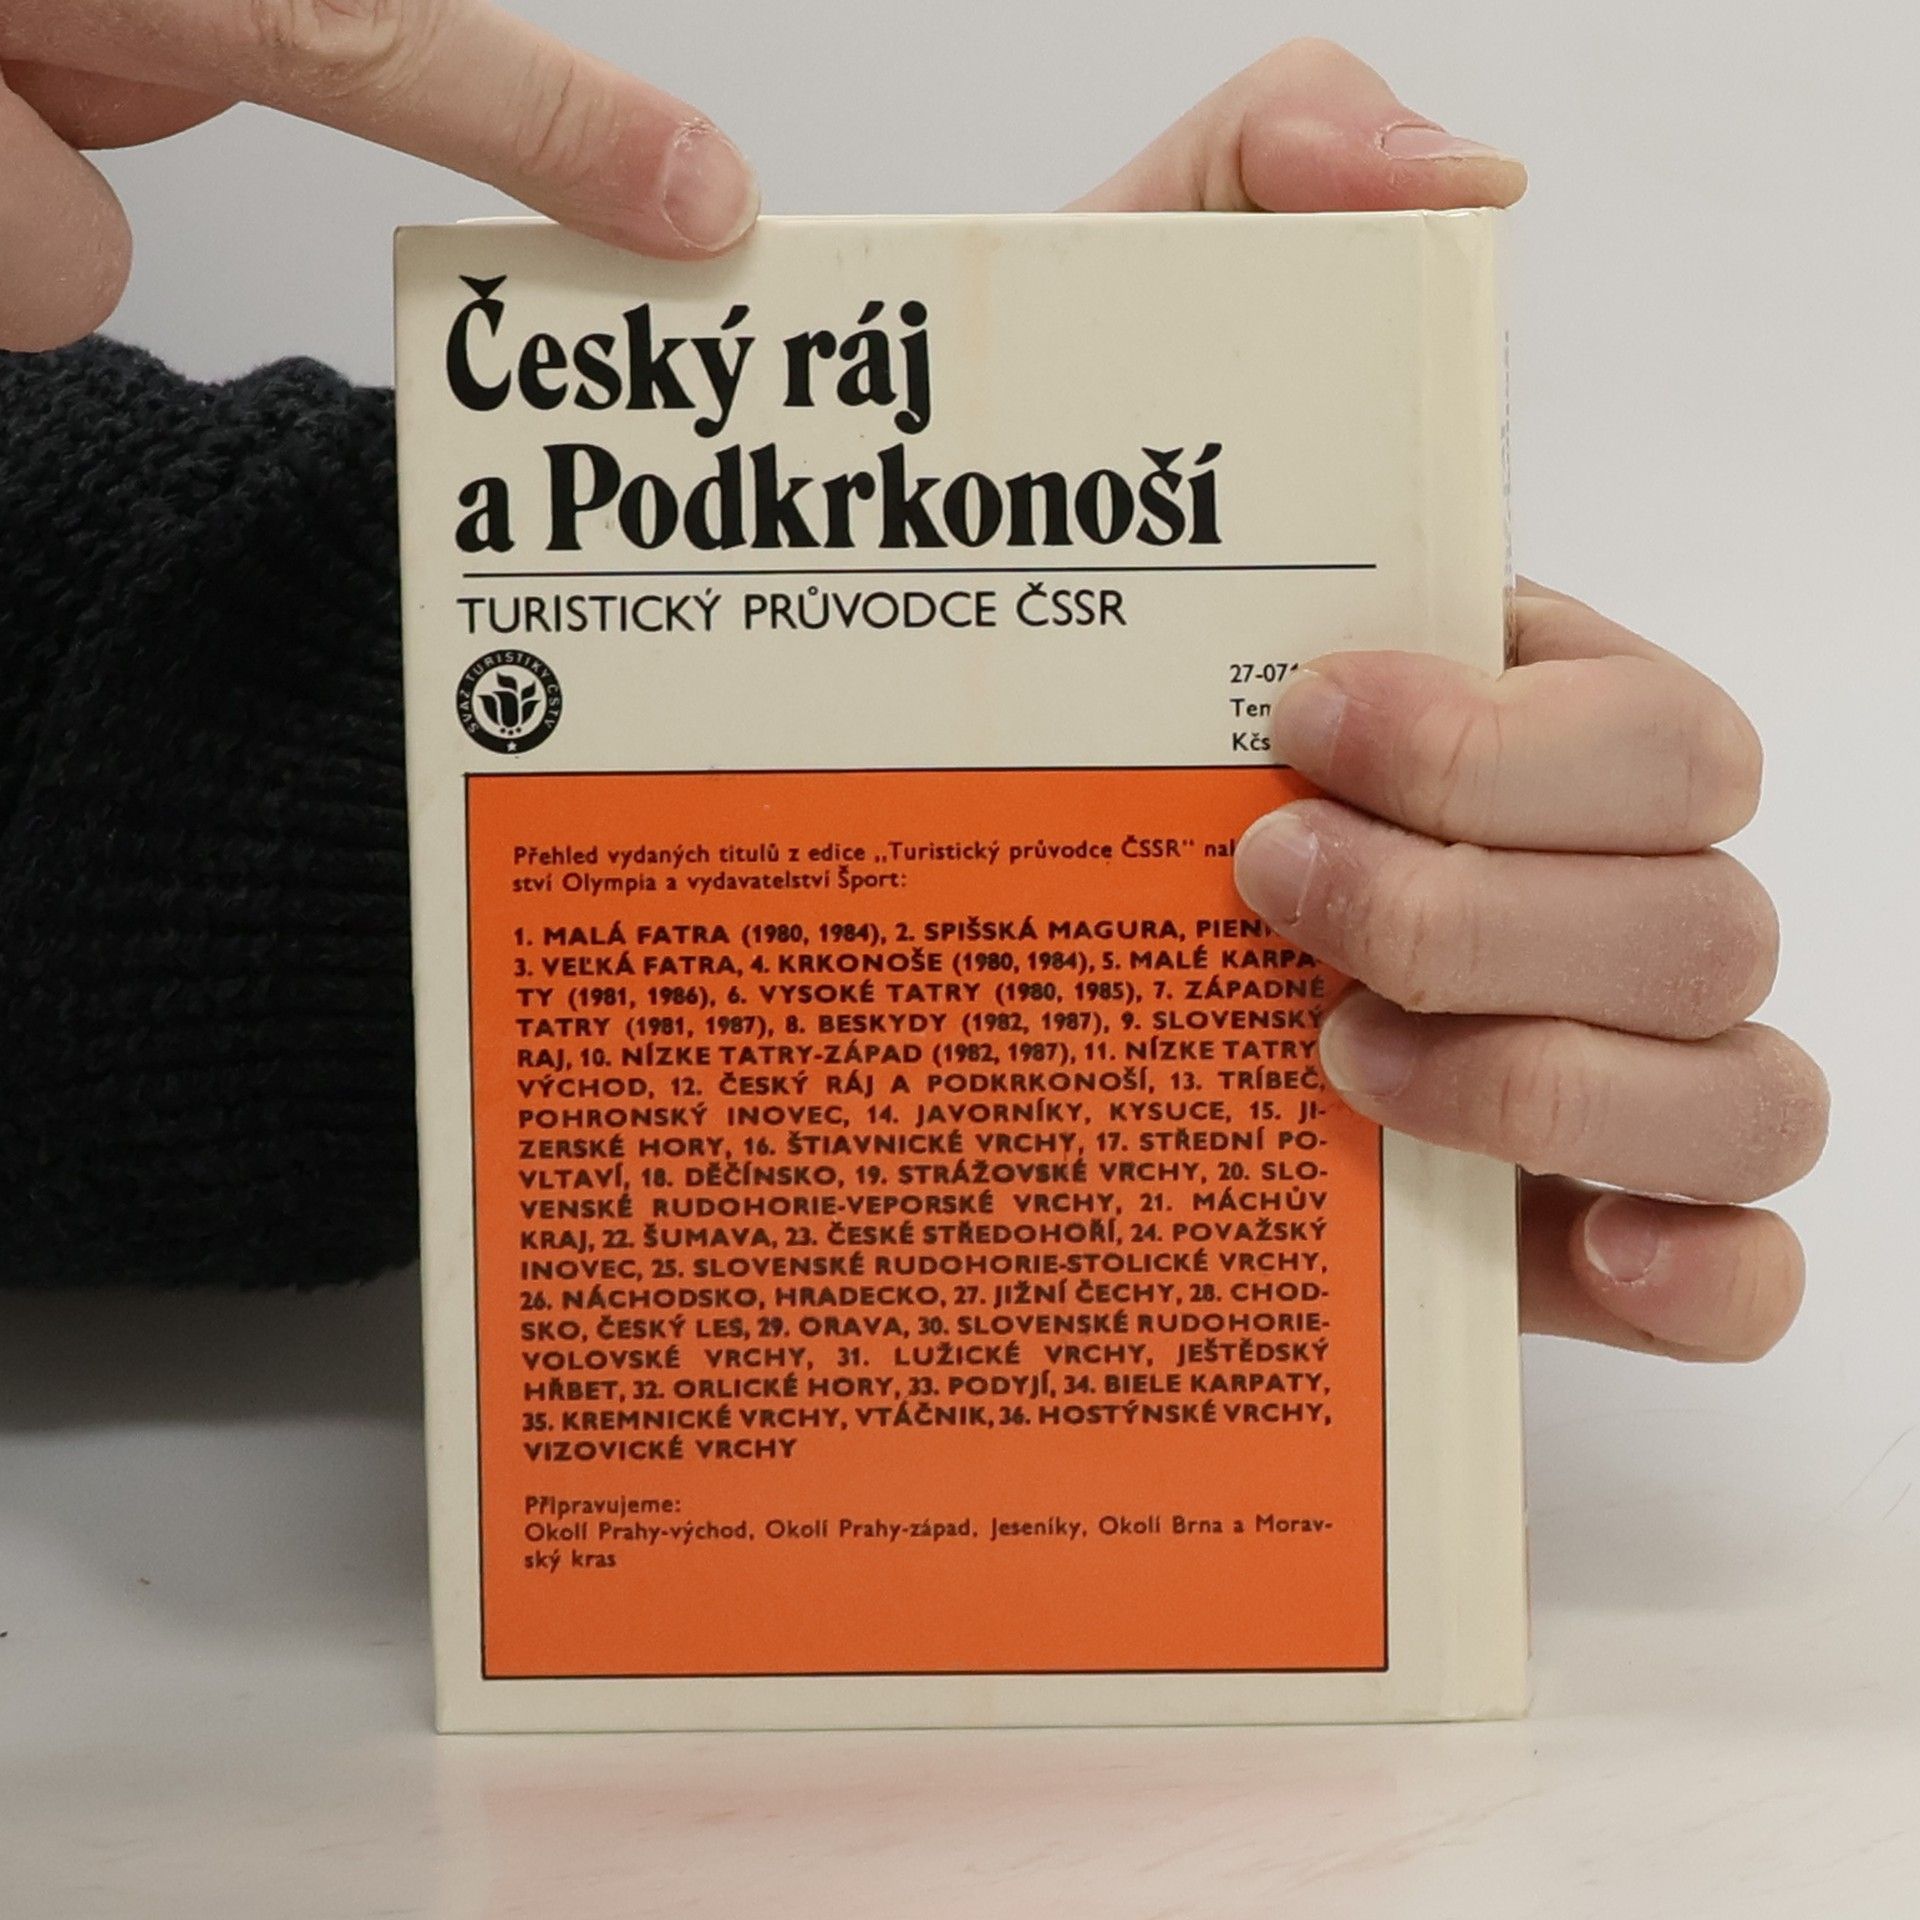 Český ráj
a Podkrkonoší
TURISTICKÝ PRŮVODCE ČSSR
SVAZ TURISTIKY ČSTV
Kčs
Přehled vydaných titulů z edice „Turistický průvodce ČSSR“
ství Olympia a vydavatelství Šport:
1. MALÁ FATRA (1980, 1984), 2. SPIŠSKÁ MAGURA,
3. VEĽKÁ FATRA, 4. KRKONOŠE (1980, 1984), 5. MALÉ KARPA-
TY (1981, 1986), 6. VYSOKÉ TATRY (1980, 1985), 7. ZÁPADNÉ
TATRY (1981, 1987), 8. BESKYDY (1982, 1987), 9. SLOVENSKÝ
RAJ, 10. NÍZKE TATRY-ZÁPAD (1982, 1987), 11. NÍZKE TATRY
VÝCHOD, 12. ČESKÝ RÁJ A PODKRKONOŠÍ, 13. TRÍBEČ,
POHRONSKÝ INOVEC, 14. JAVORNÍKY, KYSUCE, 15. JI-
ZERSKÉ HORY, 16. ŠTIAVNICKÉ VRCHY, 17. STŘEDNÍ PO-
VLTAVÍ, 18. DĚČÍNSKO, 19. STRÁŽOVSKÉ VRCHY, 20. SLO-
VENSKÉ RUDOHORIE-VEPORSKÉ VRCHY, 21. MÁCHŮV
KRAJ, 22. ŠUMAVA, 23. ČESKÉ STŘEDOHOŘÍ, 24. POVAŽSKÝ
INOVEC, 25. SLOVENSKÉ RUDOHORIE-STOLICKÉ VRCHY,
26. NÁCHODSKO, HRADECKO, 27. JIŽNÍ ČECHY, 28. CHOD-
SKO, ČESKÝ LES, 29. ORAVA, 30. SLOVENSKÉ RUDOHORIE-
VOLOVSKÉ VRCHY, 31. LUŽICKÉ VRCHY, JEŠTĚDSKÝ
HŘBET, 32. ORLICKÉ HORY, 33. PODYJÍ, 34. BIELE KARPATY,
35. KREMNICKÉ VRCHY, VTÁČNIK, 36. HOSTÝNSKÉ VRCHY,
VIZOVICKÉ VRCHY
Připravujeme:
Okolí Prahy-východ, Okolí Prahy-západ, Jeseníky, Okolí Brna a Morav-
ský kras